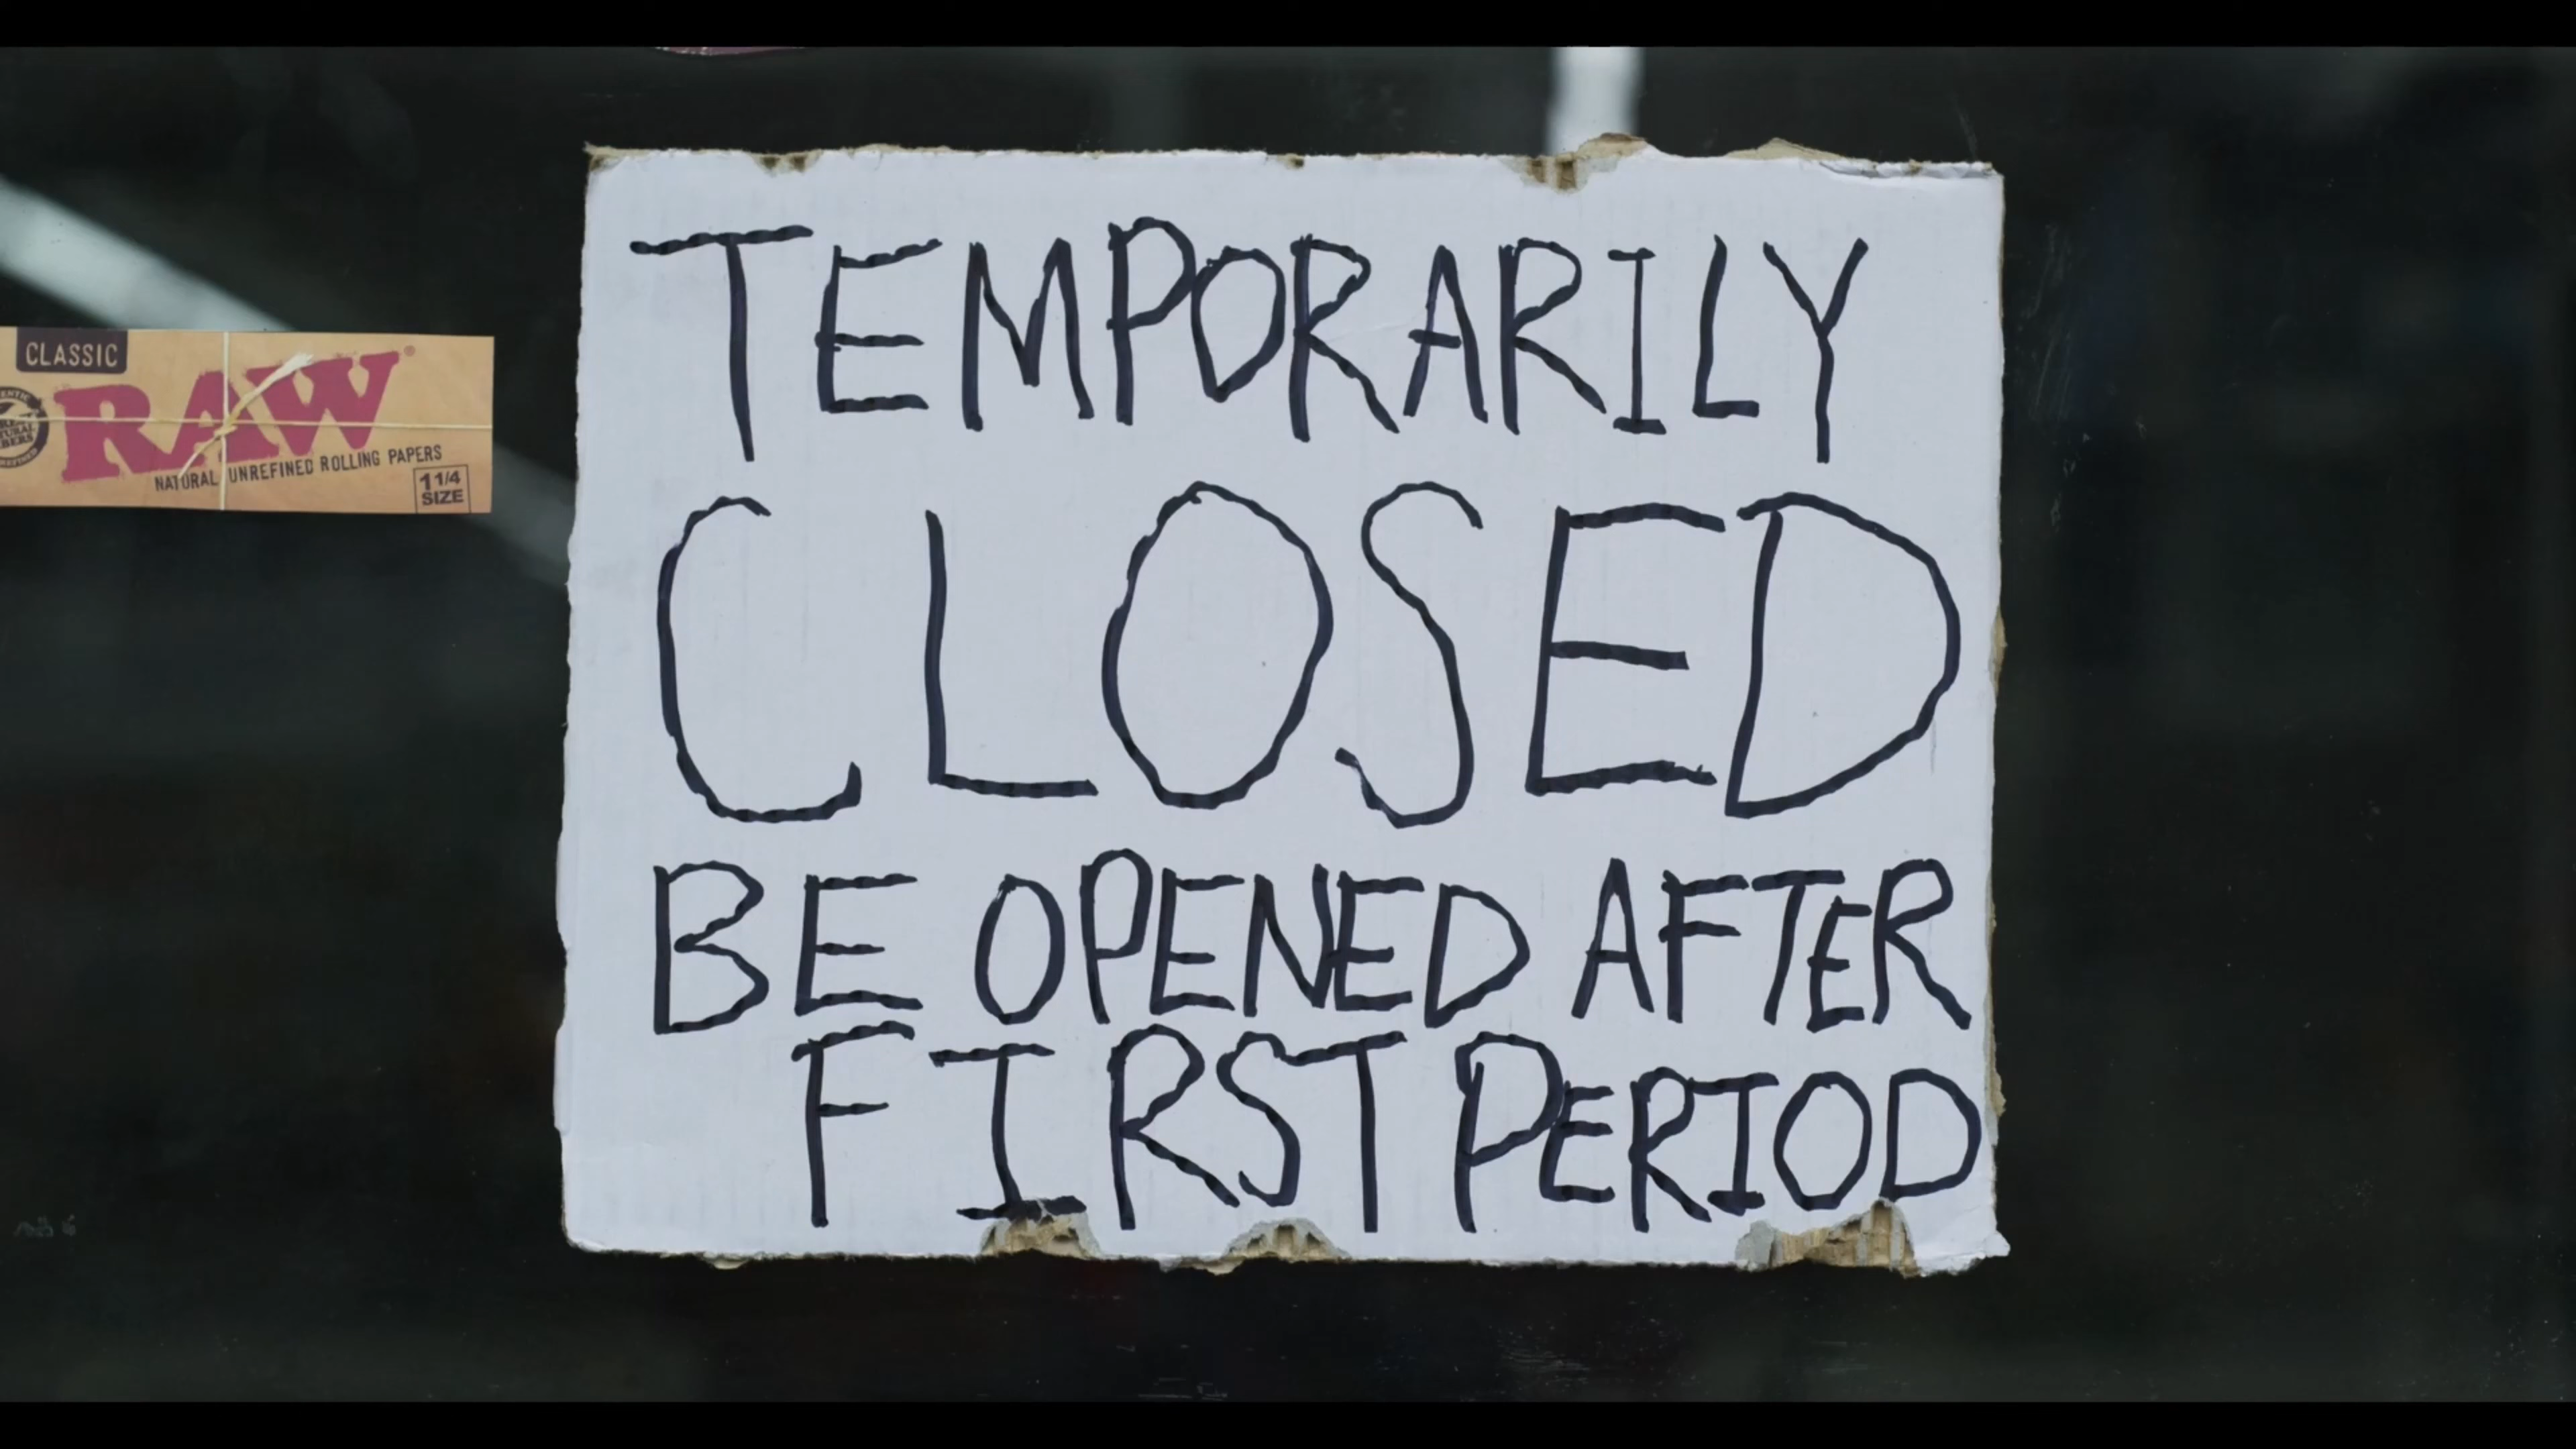 CLASSIC
RAW®
NATURAL UNREFINED ROLLING PAPERS
1 1/4
SIZE
TEMPORARILY
CLOSED
BE OPENED AFTER
FIRST PERIOD